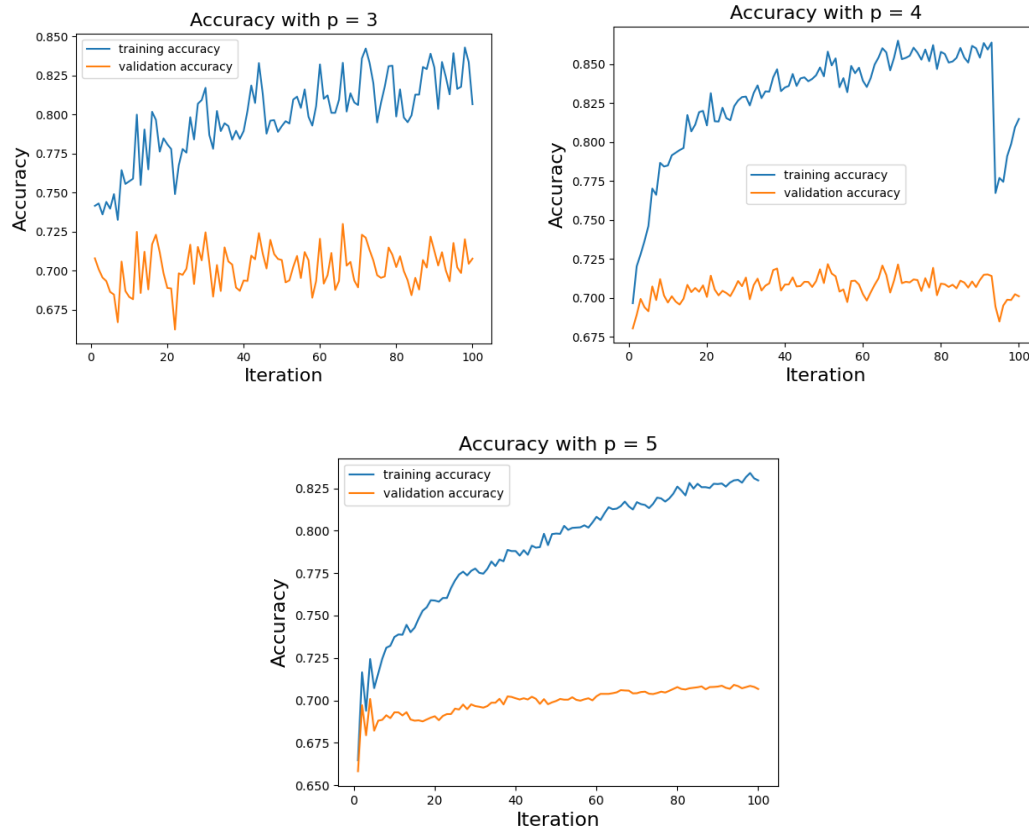 Accuracy with p = 3
0.850
0.825
0.800
0.775
0.750
0.725
0.700
0.675
Accuracy
training accuracy
validation accuracy
0 20 40 60 80 100
Iteration
Accuracy with p = 4
0.850
0.825
0.800
0.775
0.750
0.725
0.700
0.675
Accuracy
training accuracy
validation accuracy
0 20 40 60 80 100
Iteration
Accuracy with p = 5
0.825
0.800
0.775
0.750
0.725
0.700
0.675
0.650
Accuracy
training accuracy
validation accuracy
0 20 40 60 80 100
Iteration